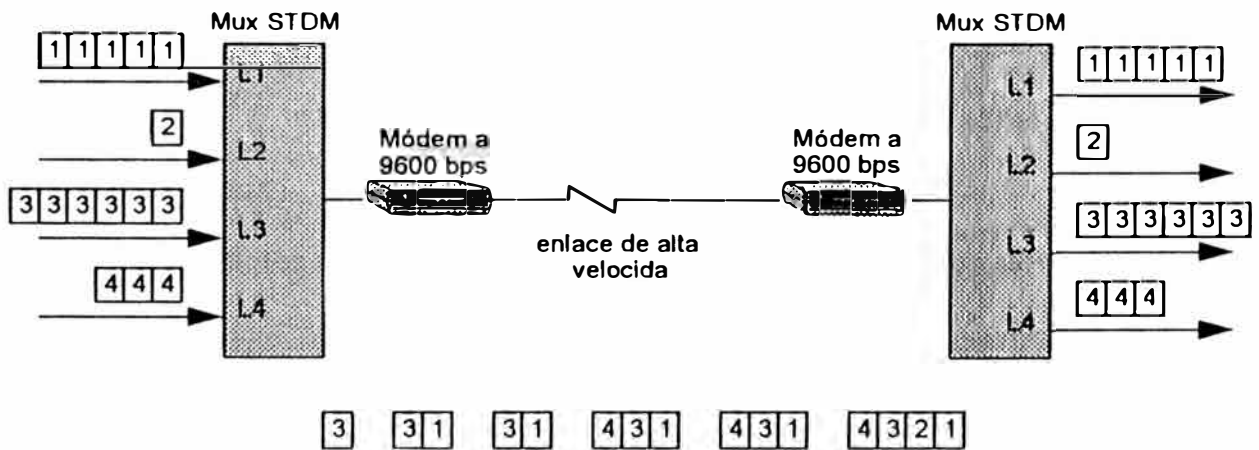 Mux STDM
1 1 1 1 1
L1
2
L2
3 3 3 3 3 3
L3
4 4 4
L4
Módem a
9600 bps
enlace de alta
velocida
Módem a
9600 bps
Mux STDM
L1
1 1 1 1 1
L2
2
L3
3 3 3 3 3 3
L4
4 4 4
3 3 1 3 1 4 3 1 4 3 1 4 3 2 1